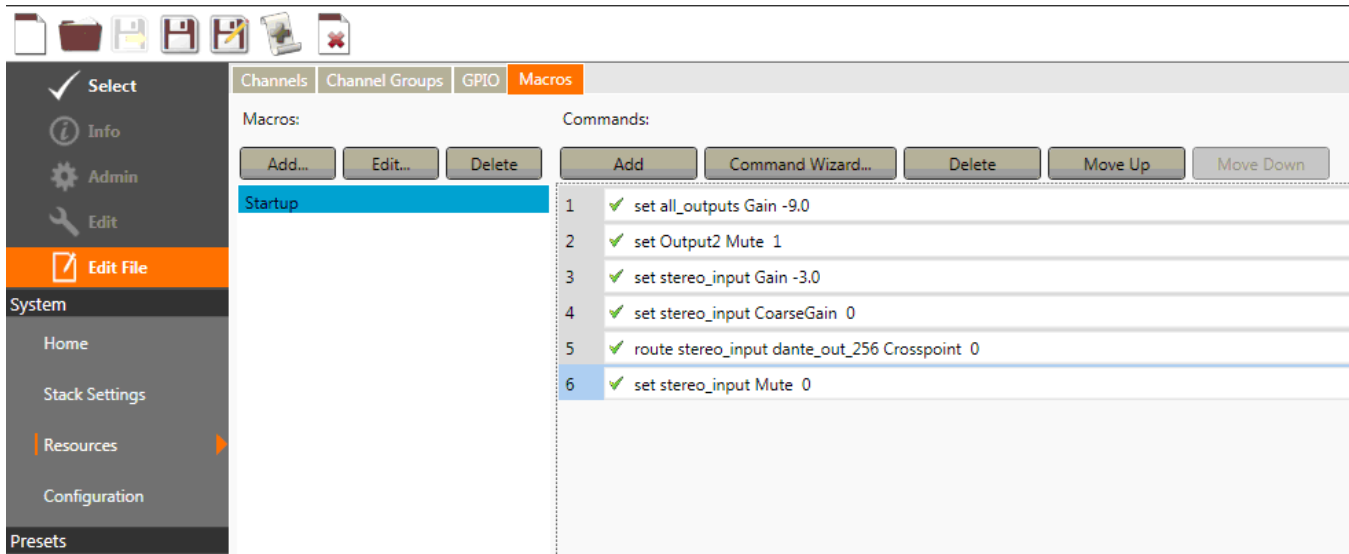 Select
Info
Admin
Edit
Edit File
System
Home
Stack Settings
Resources
Configuration
Presets
Channels Channel Groups GPIO Macros
Macros:
Add... Edit... Delete
Startup
Commands:
Add Command Wizard... Delete Move Up Move Down
1 set all_outputs Gain -9.0
2 set Output2 Mute 1
3 set stereo_input Gain -3.0
4 set stereo_input CoarseGain 0
5 route stereo_input dante_out_256 Crosspoint 0
6 set stereo_input Mute 0